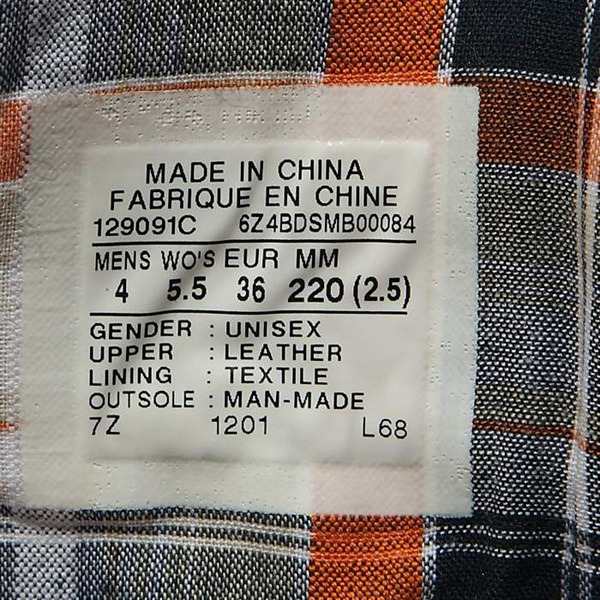 MADE IN CHINA
FABRIQUE EN CHINE
129091C 6Z4BDSMB00084
MENS WO'S EUR MM
4 5.5 36 220 (2.5)
GENDER : UNISEX
UPPER : LEATHER
LINING : TEXTILE
OUTSOLE : MAN-MADE
7Z 1201 L68